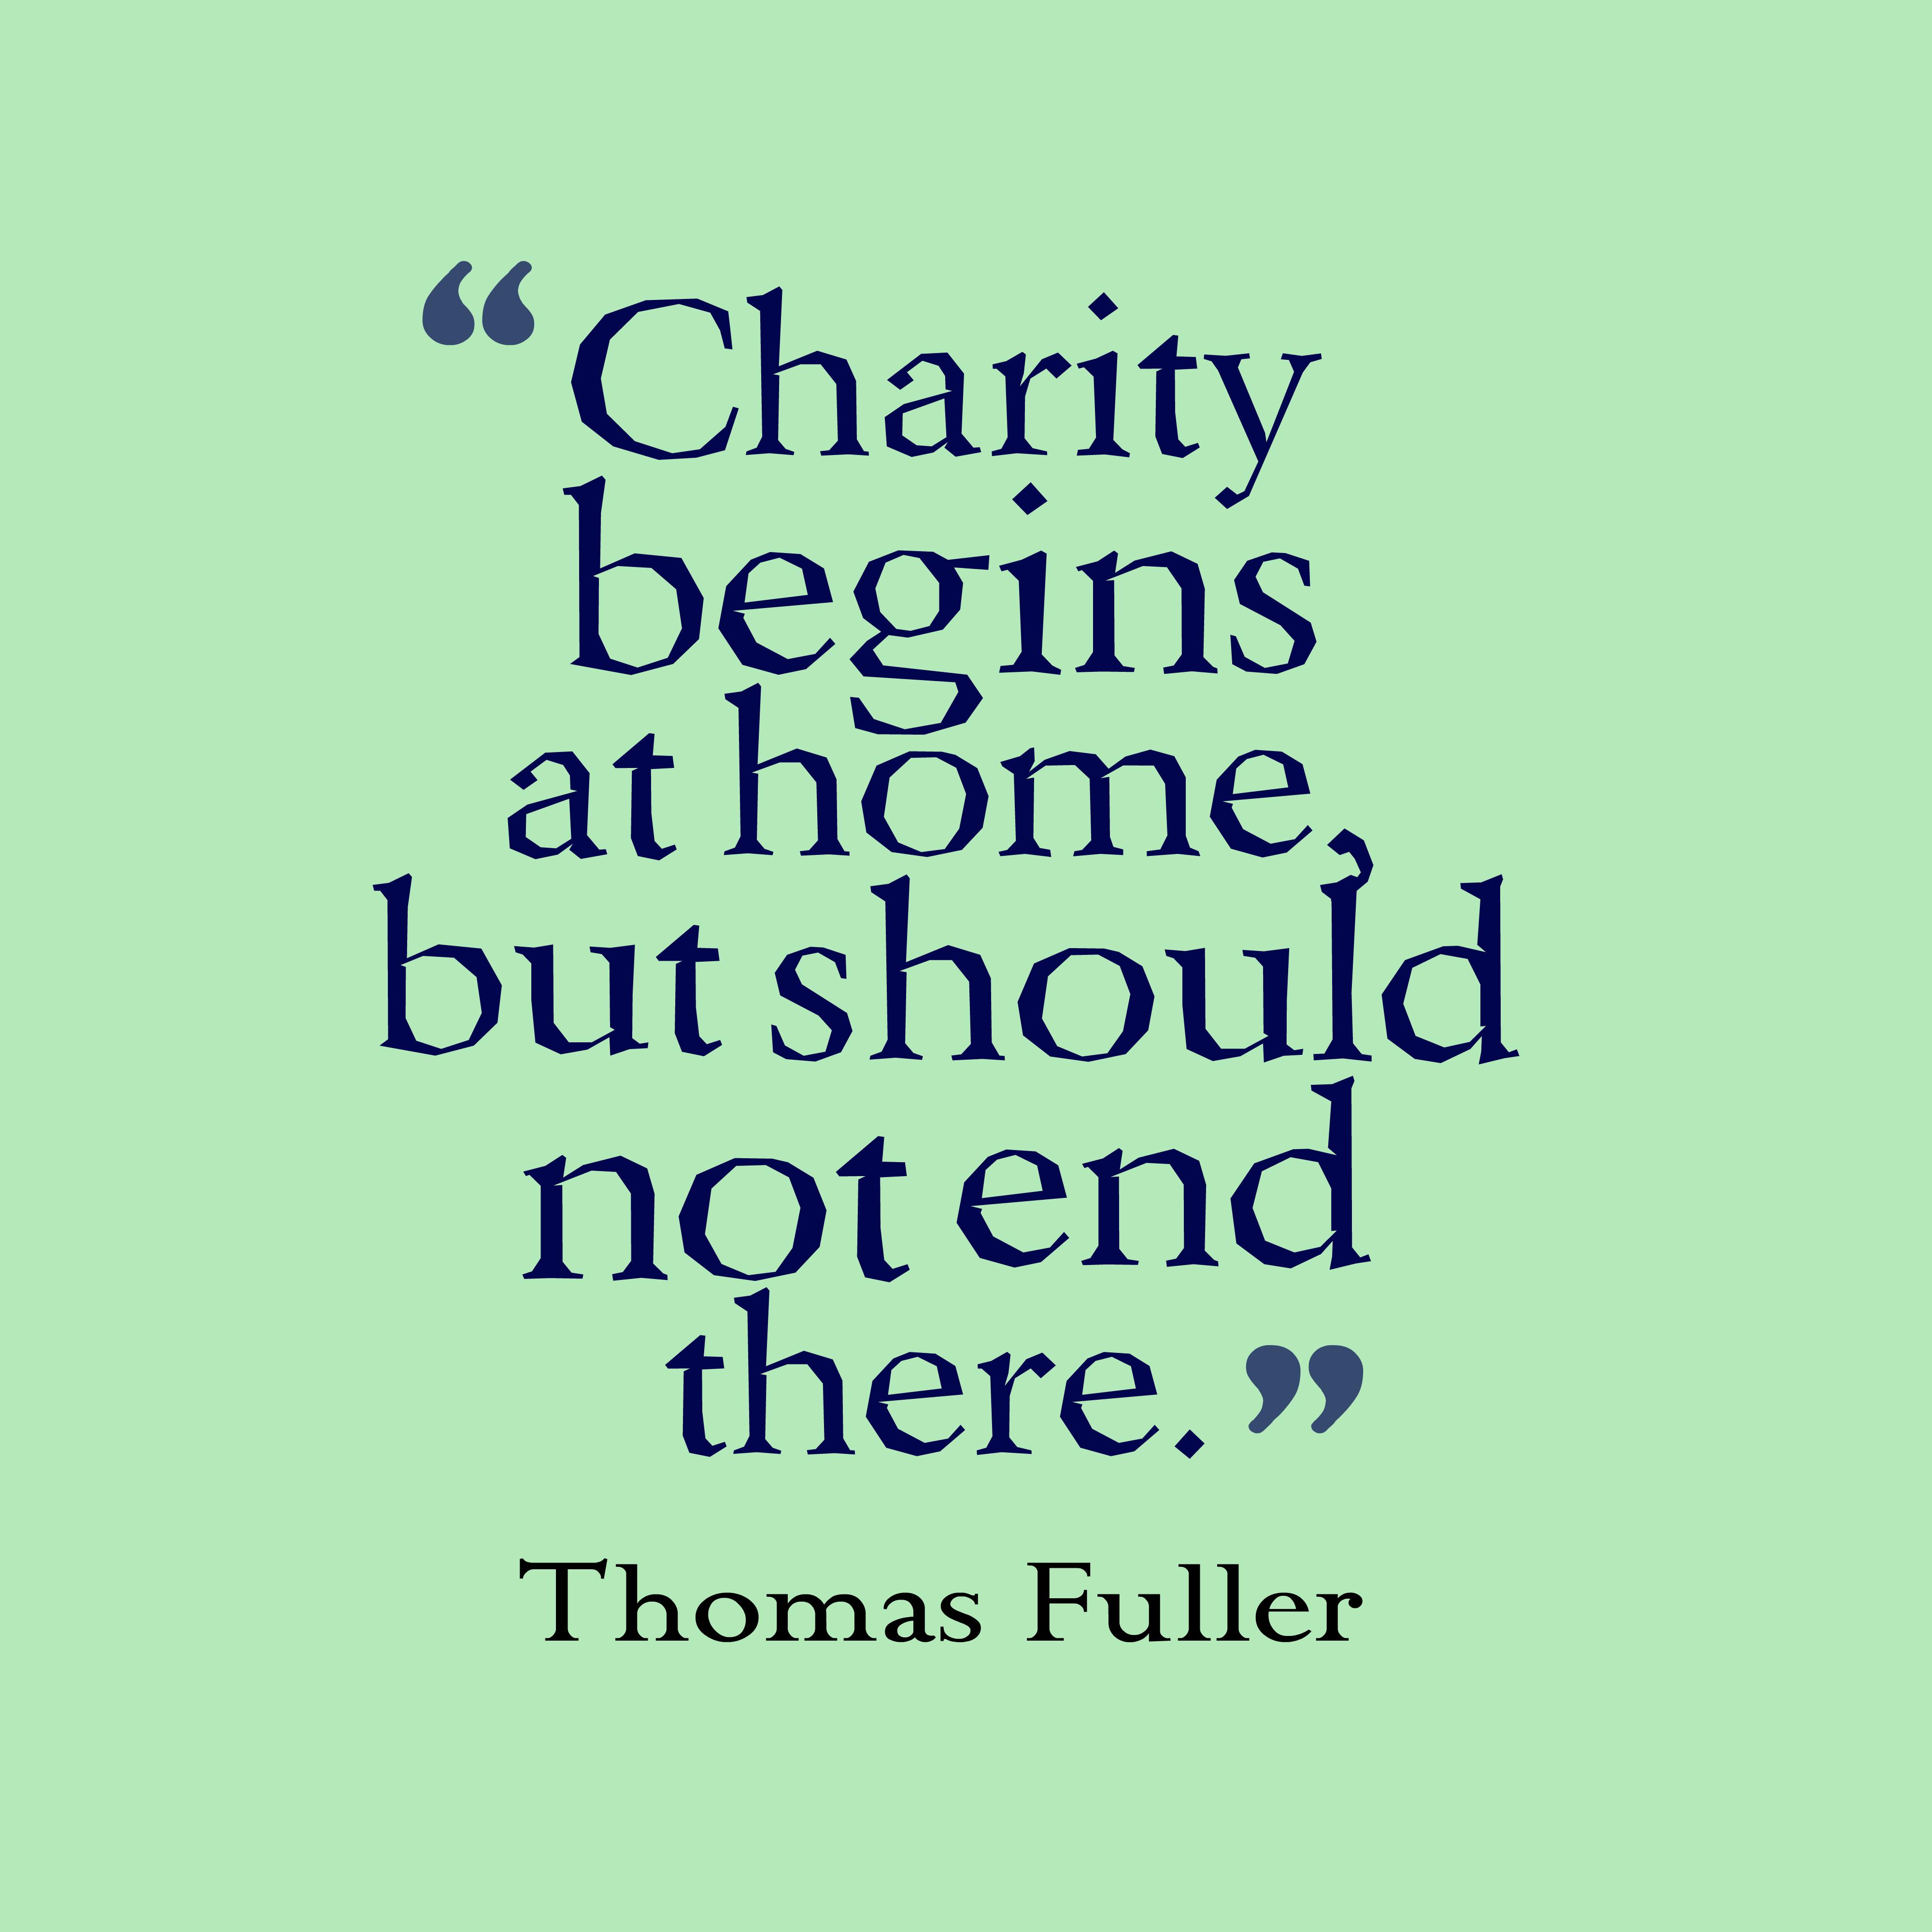 “Charity
begins
at home,
but should
not end
there.”
Thomas Fuller